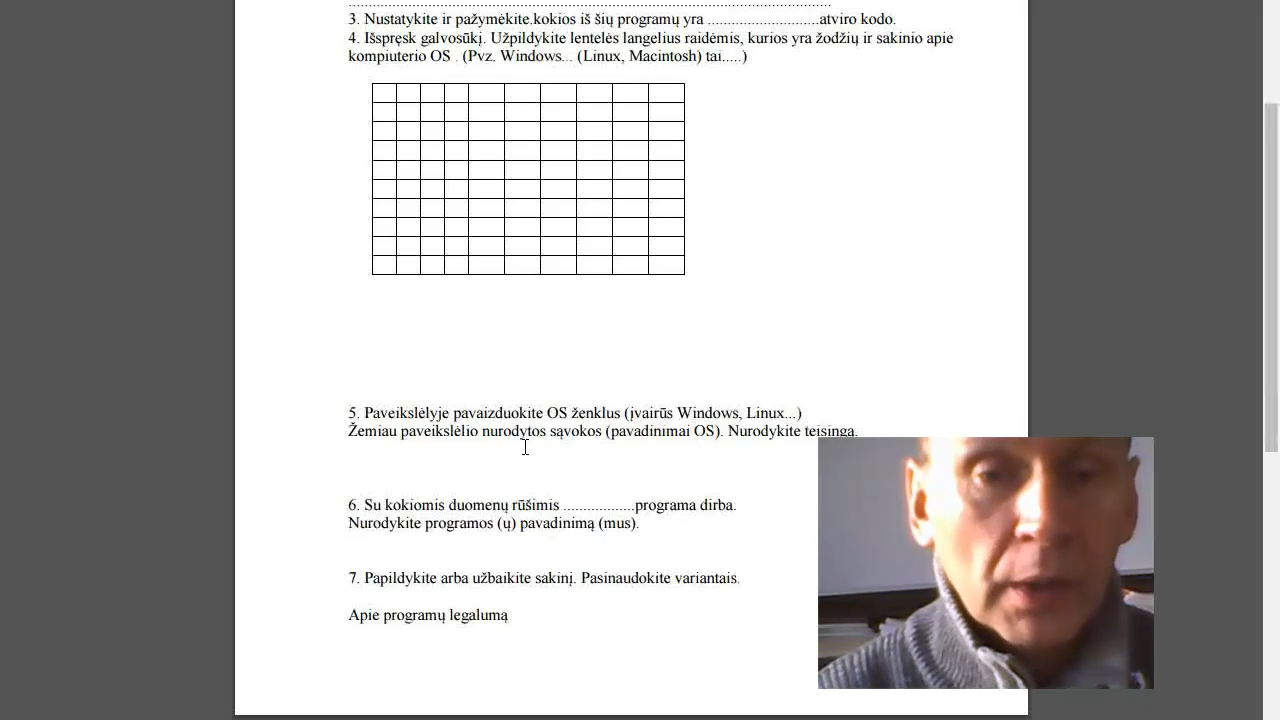 3. Nustatykite ir pažymėkite.kokios iš šių programų yra ............................atviro kodo.
4. Išspręsk galvosūkį. Užpildykite lentelės langelius raidėmis, kurios yra žodžių ir sakinio apie
kompiuterio OS . (Pvz. Windows... (Linux, Macintosh) tai.....)
5. Paveikslėlyje pavaizduokite OS ženklus (įvairūs Windows, Linux...)
Žemiau paveikslėlio nurodytos sąvokos (pavadinimai OS). Nurodykite teisingą.
6. Su kokiomis duomenų rūšimis ..................programa dirba.
Nurodykite programos (ų) pavadinimą (mus).
7. Papildykite arba užbaikite sakinį. Pasinaudokite variantais.
Apie programų legalumą